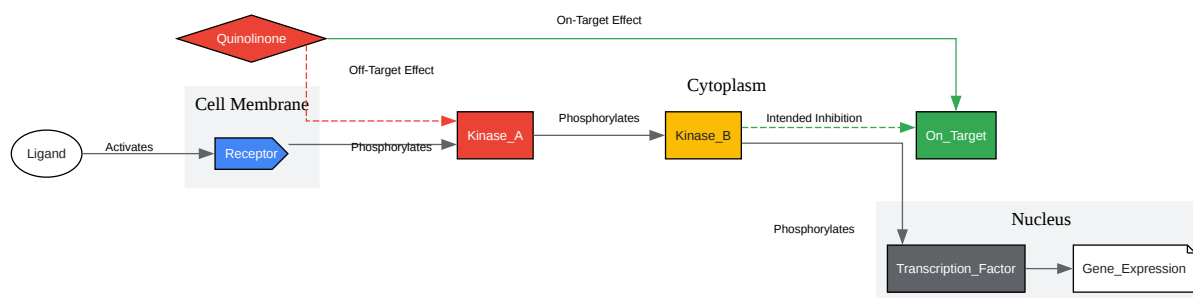 On-Target Effect
Quinolinone
Off-Target Effect
Cell Membrane
Cytoplasm
Ligand
Activates
Receptor
Phosphorylates
Kinase_A
Phosphorylates
Kinase_B
Intended Inhibition
On_Target
Phosphorylates
Nucleus
Transcription_Factor
Gene_Expression